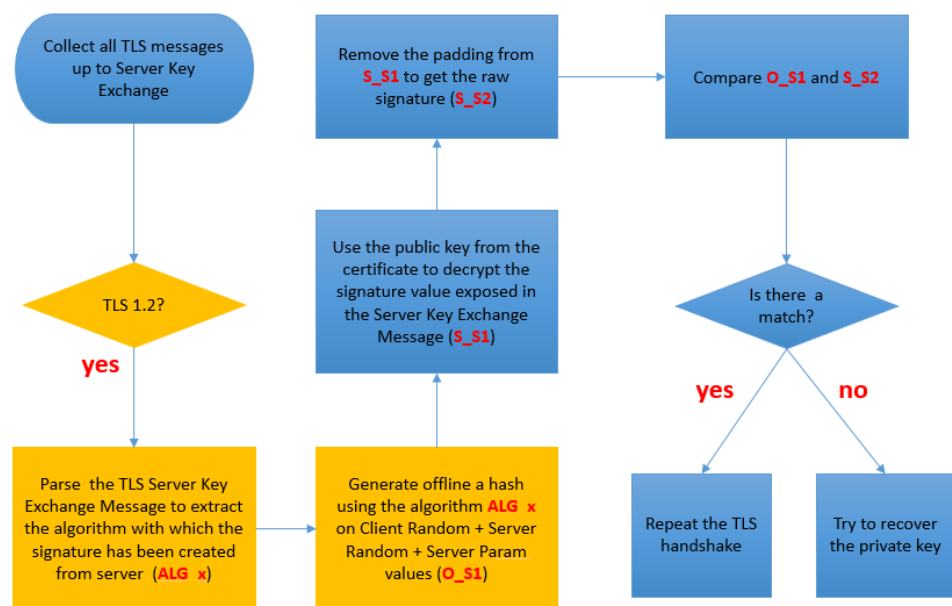 Collect all TLS messages
up to Server Key
Exchange
TLS 1.2?
yes
Parse the TLS Server Key
Exchange Message to extract
the algorithm with which the
signature has been created
from server (ALG_x)
Generate offline a hash
using the algorithm ALG_x
on Client Random + Server
Random + Server Param
values (O_S1)
Use the public key from the
certificate to decrypt the
signature value exposed in
the Server Key Exchange
Message (S_S1)
Remove the padding from
S_S1 to get the raw
signature (S_S2)
Compare O_S1 and S_S2
Is there a
match?
yes
no
Repeat the TLS
handshake
Try to recover
the private key